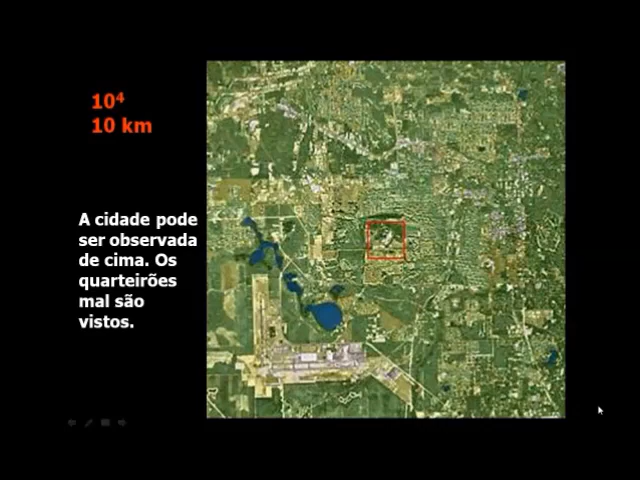 10⁴
10 km
A cidade pode
ser observada
de cima. Os
quarteirões
mal são
vistos.